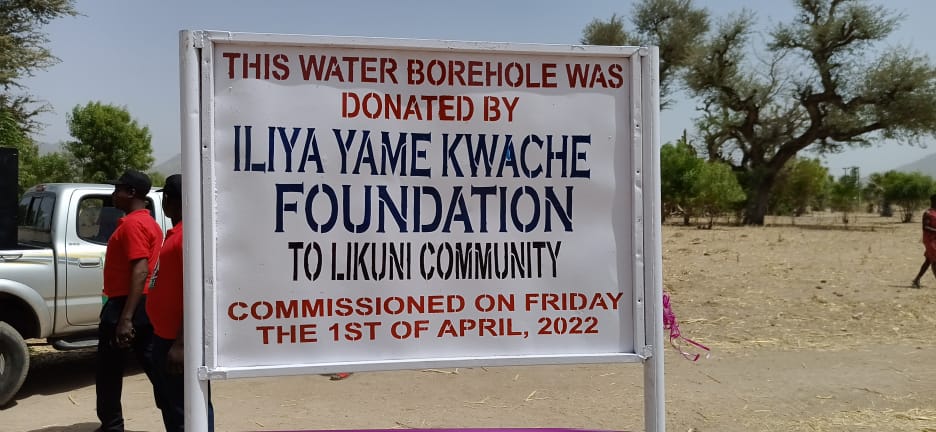 THIS WATER BOREHOLE WAS
DONATED BY
ILIYA YAME KWACHE
FOUNDATION
TO LIKUNI COMMUNITY
COMMISSIONED ON FRIDAY
THE 1ST OF APRIL, 2022